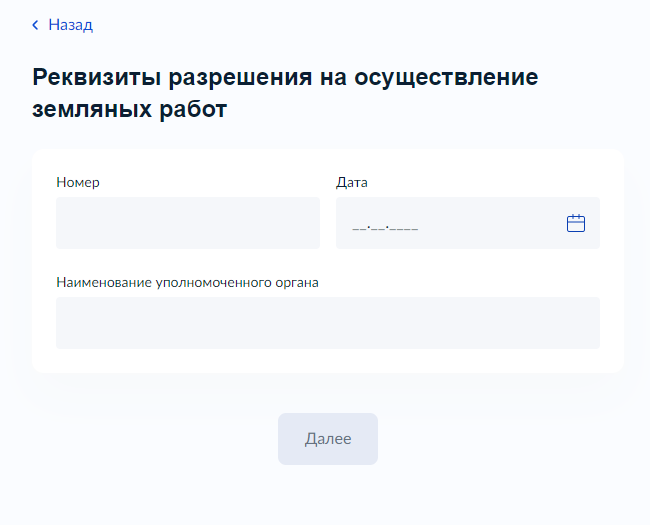 Назад
Реквизиты разрешения на осуществление
земляных работ
Номер
Дата
__.__.____
Наименование уполномоченного органа
Далее